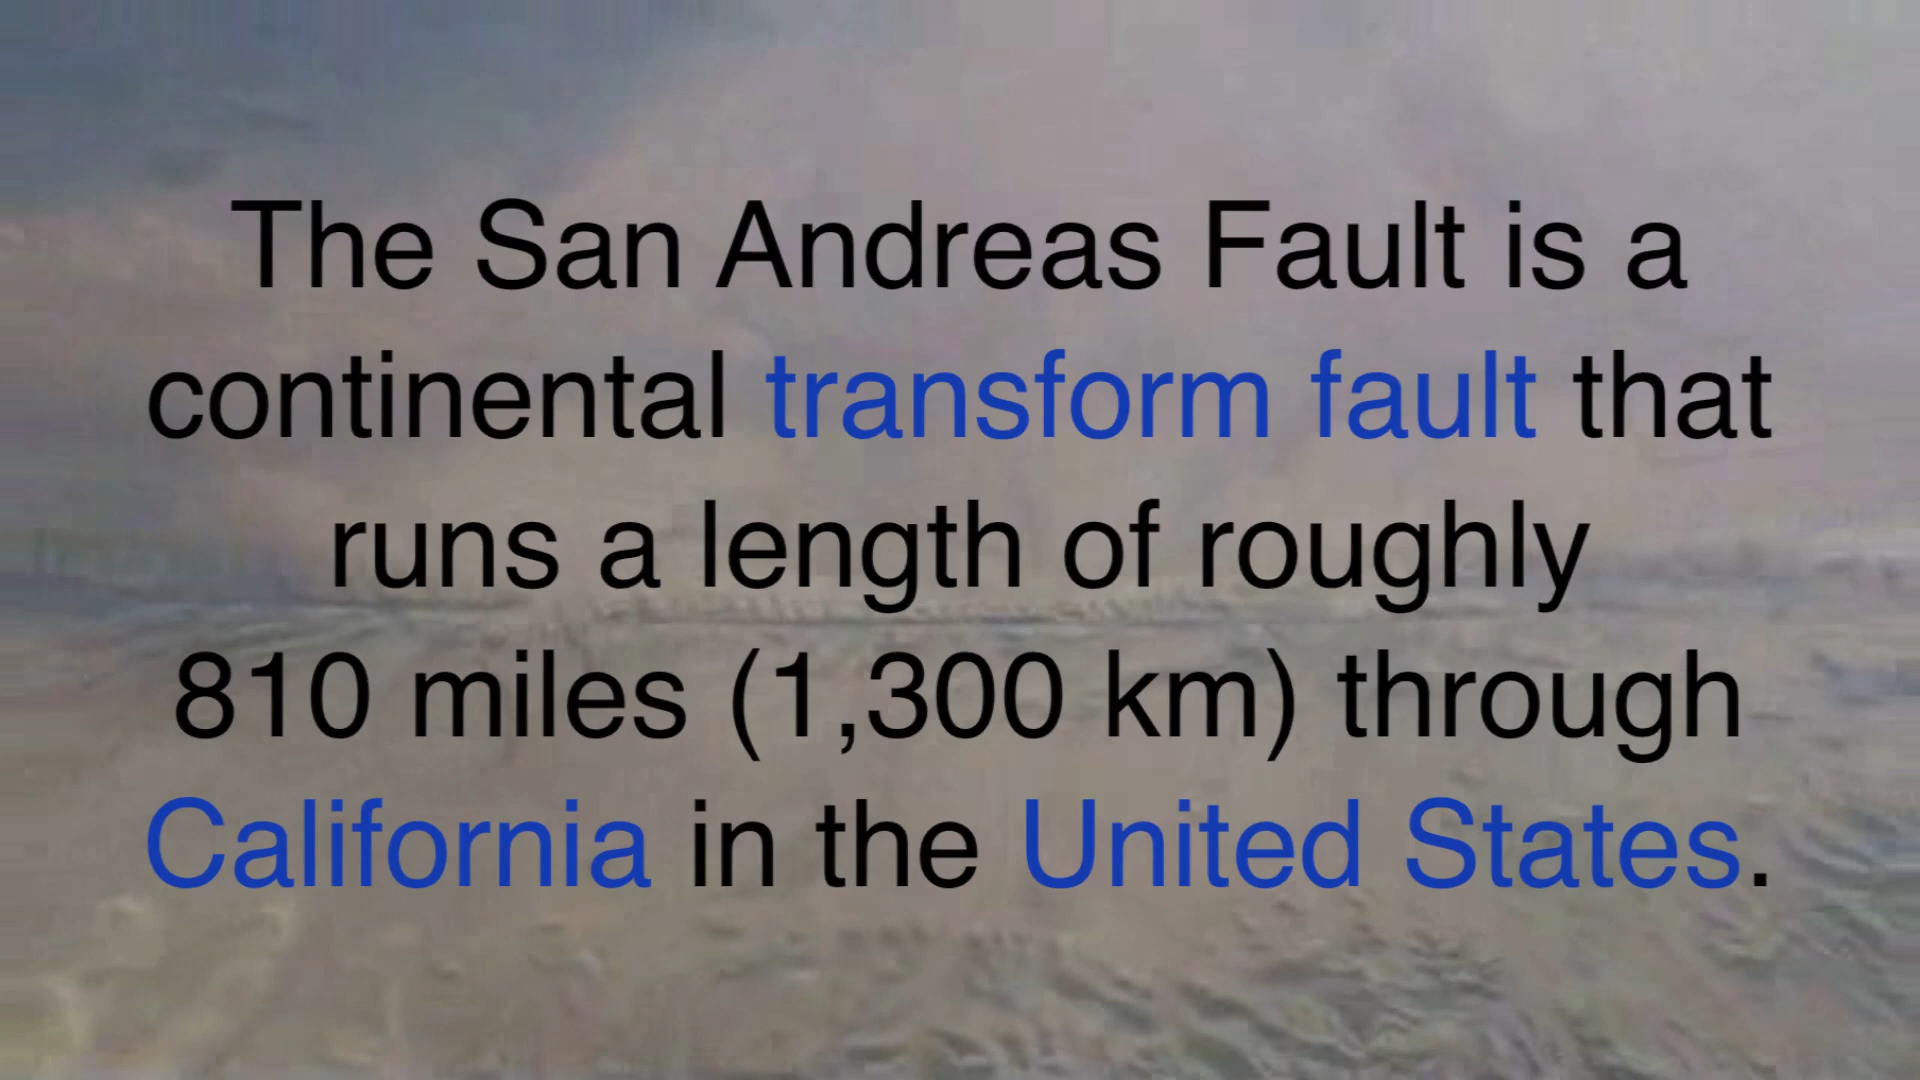 The San Andreas Fault is a
continental transform fault that
runs a length of roughly
810 miles (1,300 km) through
California in the United States.